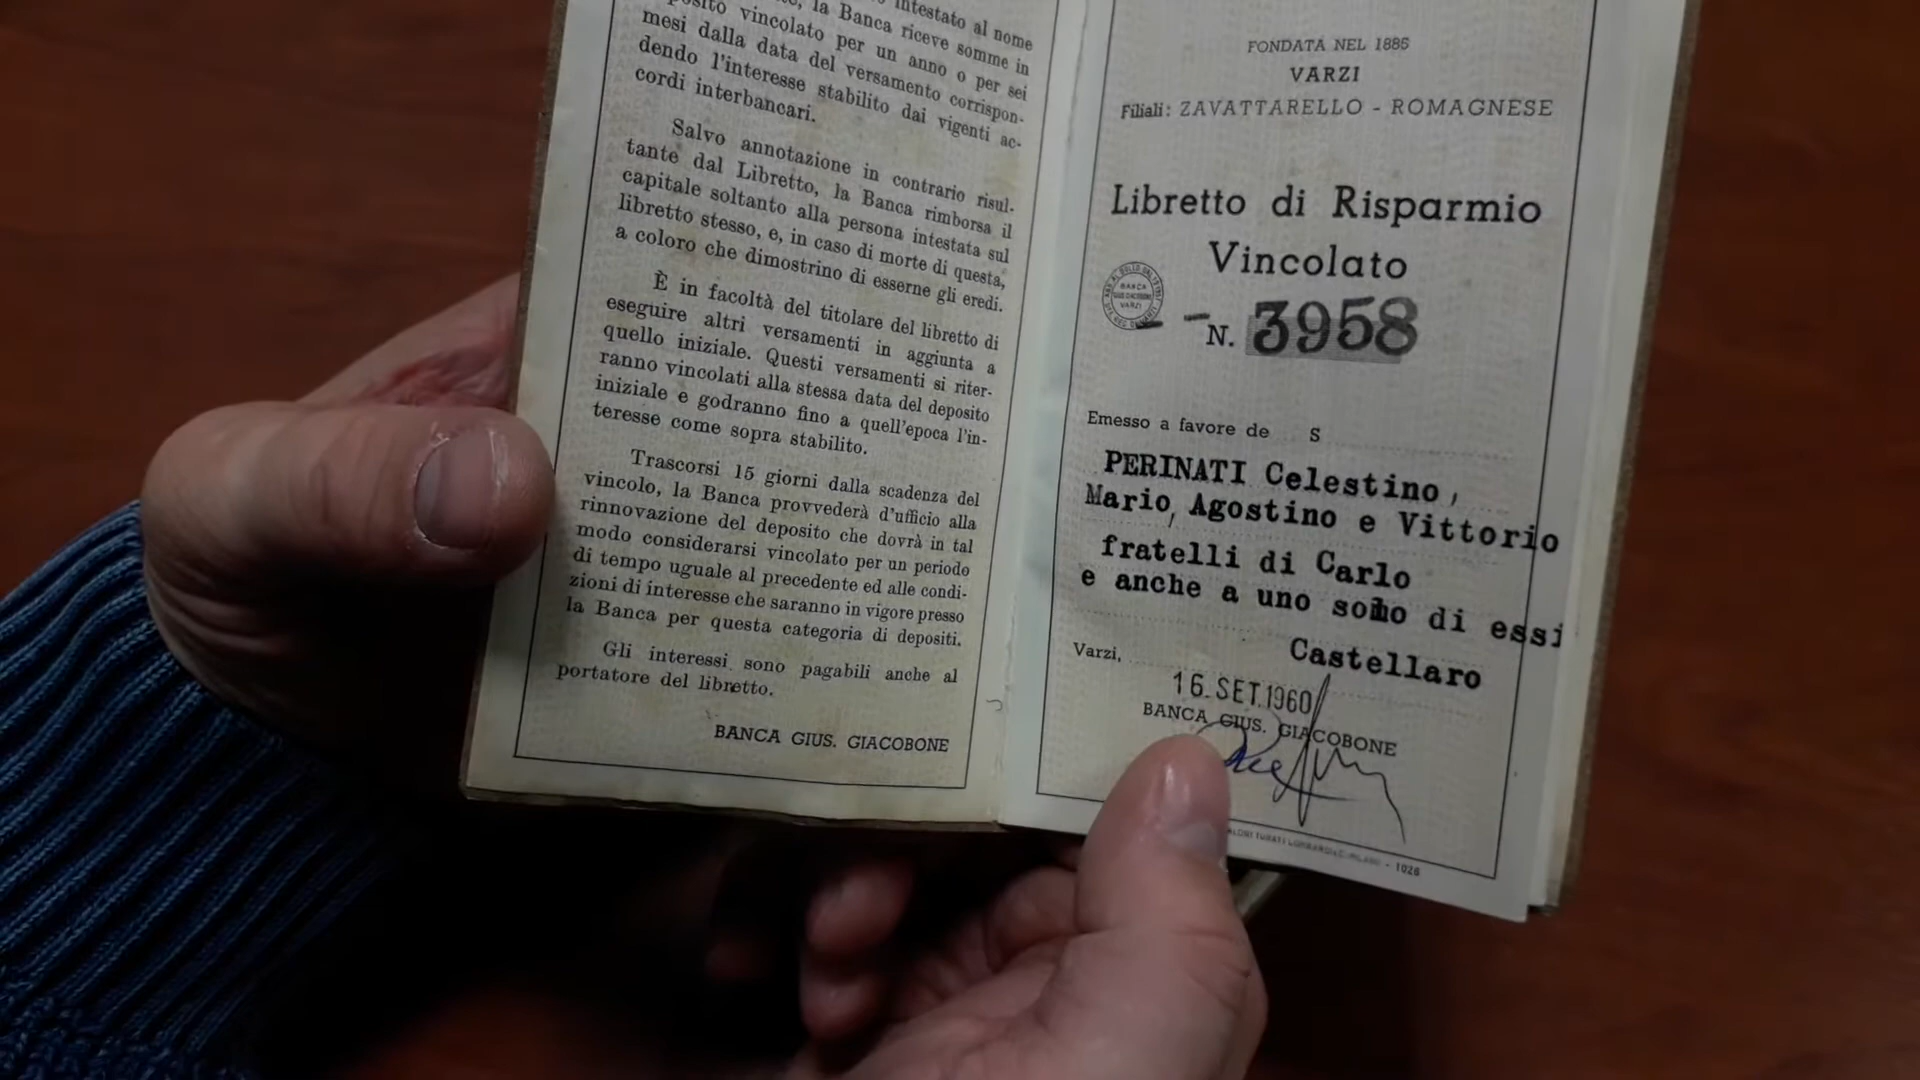 intestato al nome
la Banca riceve somme in
vincolato per un anno o per sei
mesi dalla data del versamento corrispon-
dendo l'interesse stabilito dai vigenti ac-
cordi interbancari.
Salvo annotazione in contrario risul-
tante dal Libretto, la Banca rimborsa il
capitale soltanto alla persona intestata sul
libretto stesso, e, in caso di morte di questa,
a coloro che dimostrino di esserne gli eredi.
È in facoltà del titolare del libretto di
eseguire altri versamenti in aggiunta a
quello iniziale. Questi versamenti si riter-
ranno vincolati alla stessa data del deposito
iniziale e godranno fino a quell'epoca l'in-
teresse come sopra stabilito.
Trascorsi 15 giorni dalla scadenza del
vincolo, la Banca provvederà d'ufficio alla
rinnovazione del deposito che dovrà in tal
modo considerarsi vincolato per un periodo
di tempo uguale al precedente ed alle condi-
zioni di interesse che saranno in vigore presso
la Banca per questa categoria di depositi.
Gli interessi sono pagabili anche al
portatore del libretto.
BANCA GIUS. GIACOBONE
FONDATA NEL 1885
VARZI
Filiali: ZAVATTARELLO - ROMAGNESE
Libretto di Risparmio
Vincolato
BANCA
VARZI
N. 3958
Emesso a favore de S
PERINATI Celestino,
Mario, Agostino e Vittorio
fratelli di Carlo
e anche a uno solo di essi
Castellaro
Varzi,
16. SET. 1960
BANCA GIUS. GIACOBONE
TURATI LOMBARDI & C. MILANO - 1026